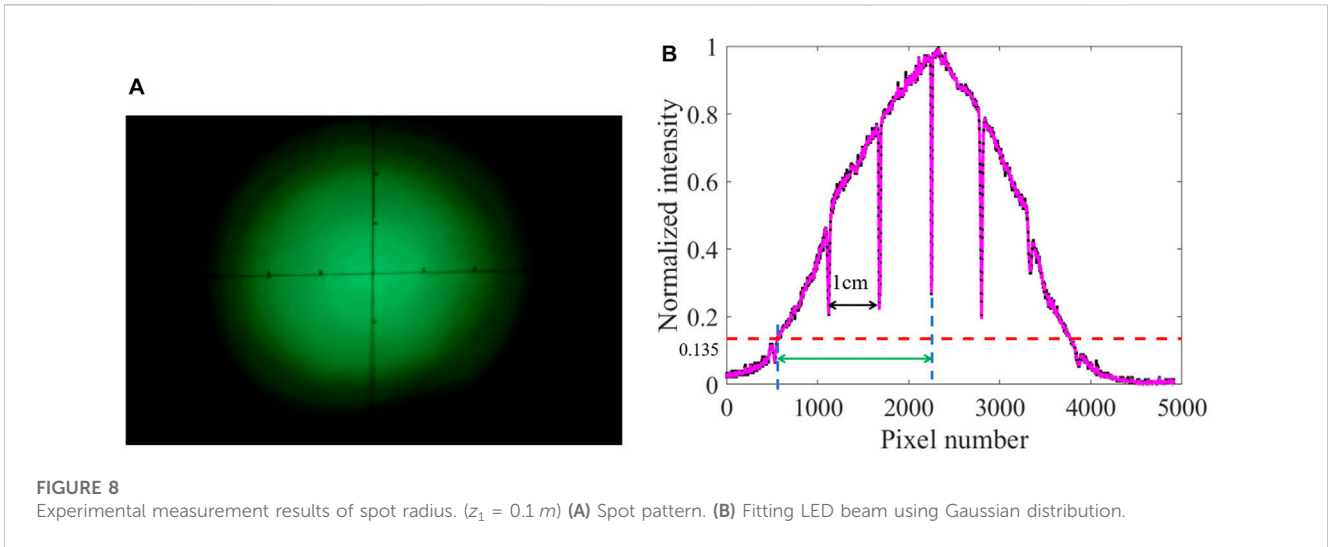 A
B
1
0.8
0.6
0.4
0.2
0.135
0
Normalized intensity
1cm
0 1000 2000 3000 4000 5000
Pixel number
FIGURE 8
Experimental measurement results of spot radius. (z₁ = 0.1 m) (A) Spot pattern. (B) Fitting LED beam using Gaussian distribution.